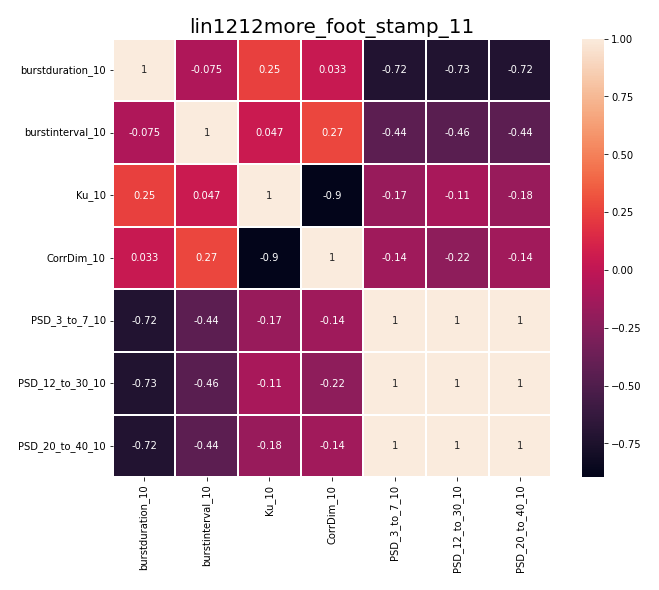 lin1212more_foot_stamp_11
burstduration_10 1 -0.075 0.25 0.033 -0.72 -0.73 -0.72
burstinterval_10 -0.075 1 0.047 0.27 -0.44 -0.46 -0.44
Ku_10 0.25 0.047 1 -0.9 -0.17 -0.11 -0.18
CorrDim_10 0.033 0.27 -0.9 1 -0.14 -0.22 -0.14
PSD_3_to_7_10 -0.72 -0.44 -0.17 -0.14 1 1 1
PSD_12_to_30_10 -0.73 -0.46 -0.11 -0.22 1 1 1
PSD_20_to_40_10 -0.72 -0.44 -0.18 -0.14 1 1 1
burstduration_10
burstinterval_10
Ku_10
CorrDim_10
PSD_3_to_7_10
PSD_12_to_30_10
PSD_20_to_40_10
1.00
0.75
0.50
0.25
0.00
−0.25
−0.50
−0.75